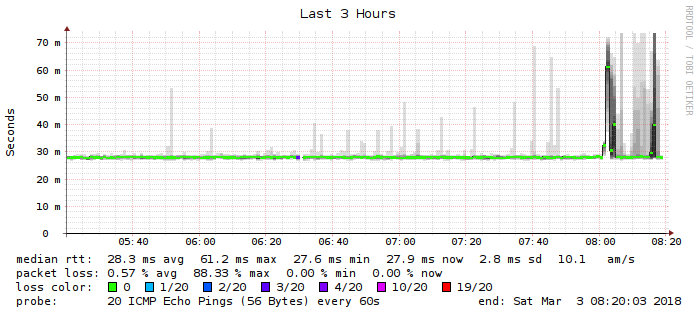 Last 3 Hours
RRDTOOL / TOBI OETIKER
Seconds
70 m
60 m
50 m
40 m
30 m
20 m
10 m
0
05:40 06:00 06:20 06:40 07:00 07:20 07:40 08:00 08:20
median rtt: 28.3 ms avg 61.2 ms max 27.6 ms min 27.9 ms now 2.8 ms sd 10.1 am/s
packet loss: 0.57 % avg 88.33 % max 0.00 % min 0.00 % now
loss color: 0 1/20 2/20 3/20 4/20 10/20 19/20
probe: 20 ICMP Echo Pings (56 Bytes) every 60s end: Sat Mar 3 08:20:03 2018